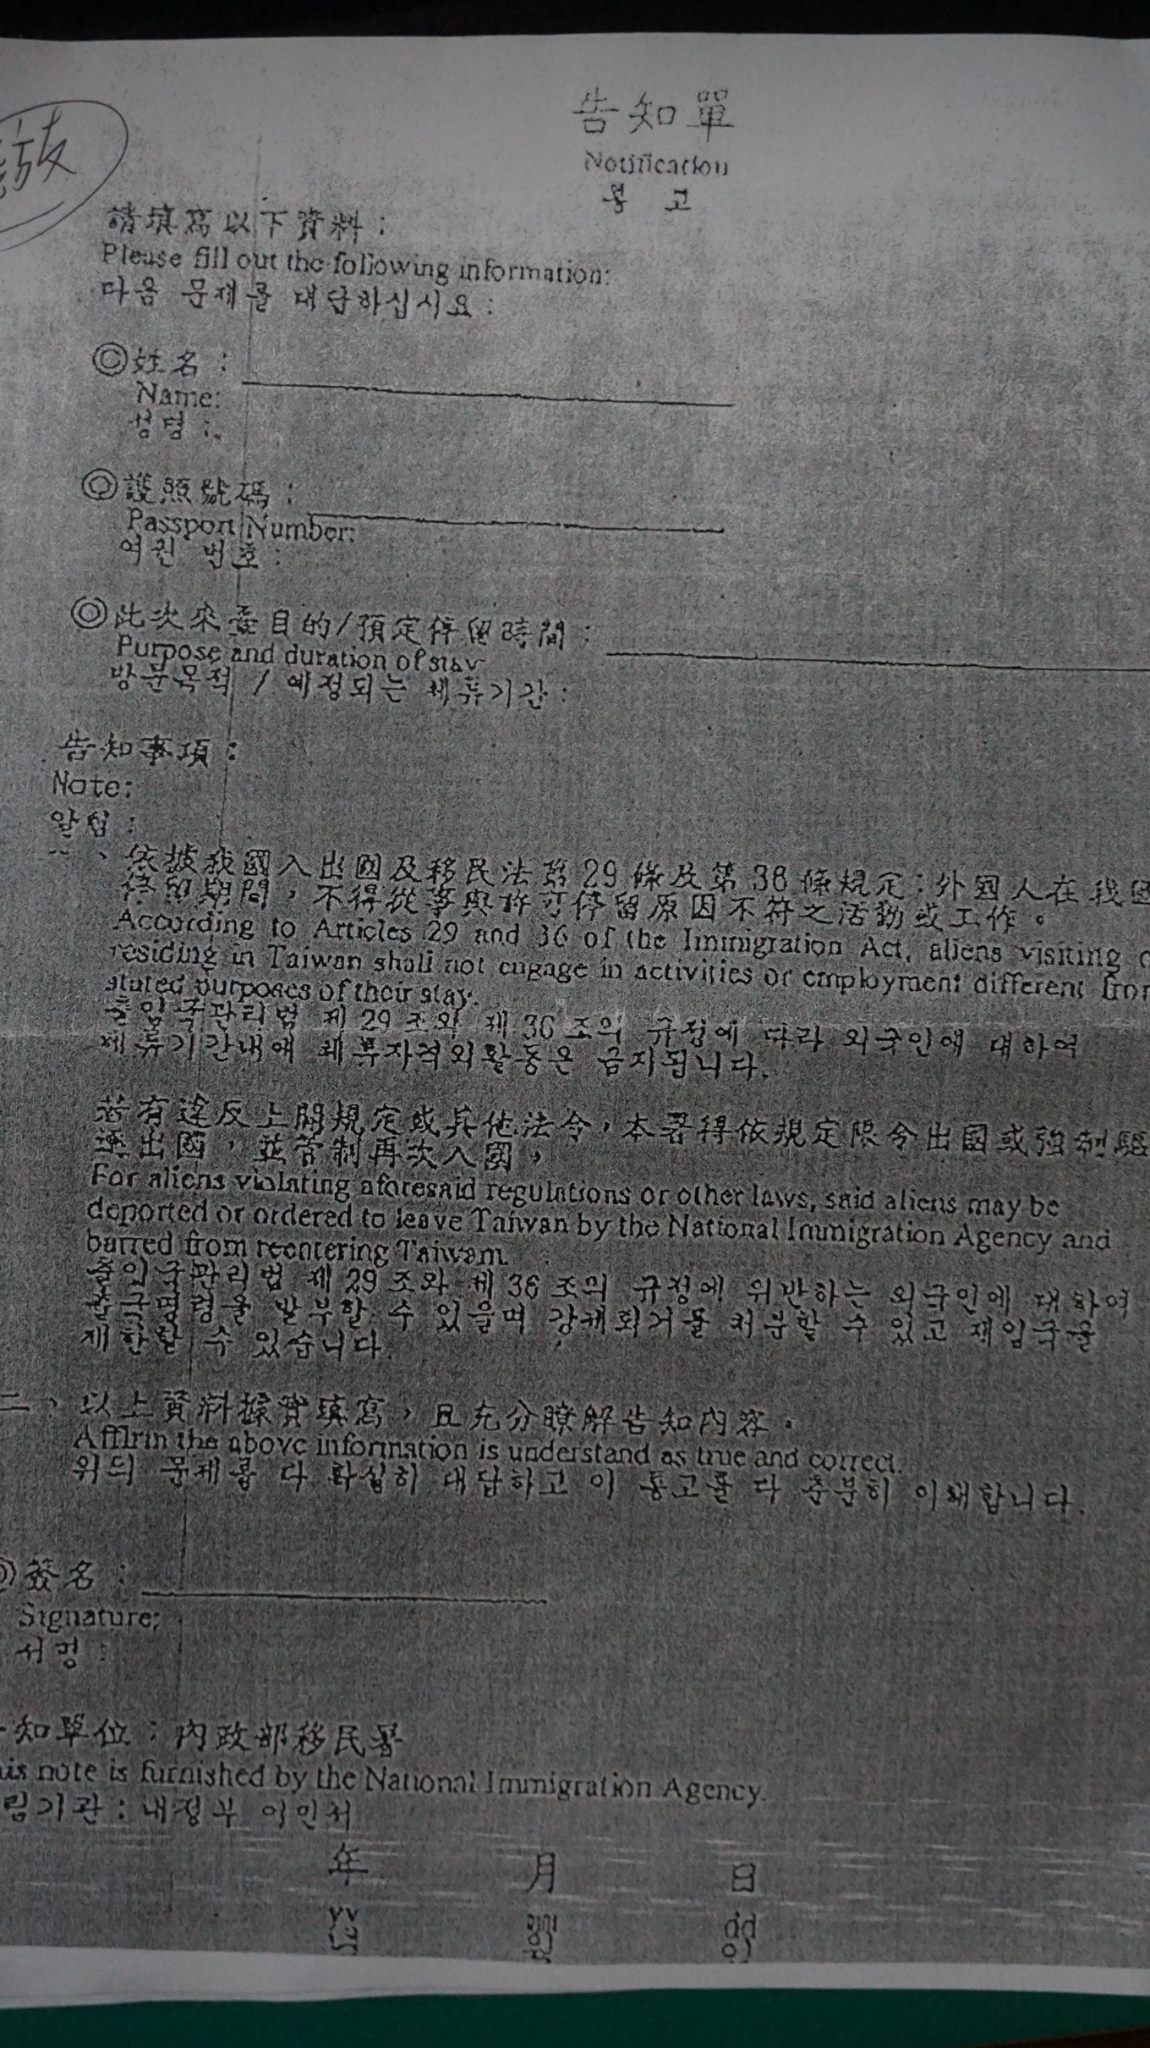 放
告知單
Notification
통 고
請填寫以下資料：
Please fill out the following information:
다음 문제를 대답하십시요 :
◎姓名：
Name:
성명 :
◎護照號碼：
Passport Number:
여권 번호 :
◎此次來臺目的/預定停留時間：
Purpose and duration of stay
방문목적 / 예정되는 체류기간 :
告知事項：
Note:
알림 :
一、依據我國入出國及移民法第29條及第36條規定：外國人在我國
停留期間，不得從事與許可停留原因不符之活動或工作。
According to Articles 29 and 36 of the Immigration Act, aliens visiting
residing in Taiwan shall not engage in activities or employment different from
stated purposes of their stay.
출입국관리법 제 29 조와 제 36 조의 규정에 따라 외국인에 대하여
체류기간내에 체류자격외활동은 금지됩니다.
若有違反上開規定或其他法令，本署得依規定限令出國或強制驅
逐出國，並管制再次入國，
For aliens violating aforesaid regulations or other laws, said aliens may be
deported or ordered to leave Taiwan by the National Immigration Agency and
barred from reentering Taiwan.
출입국관리법 제 29 조와 제 36 조의 규정에 위반하는 외국인에 대하여
출국명령을 발부할 수 있을며 강제퇴거를 처분할 수 있고 재입국을
제한할 수 있습니다.
二、以上資料據實填寫，且充分瞭解告知內容。
Affirm the above information is understand as true and correct.
위의 문제를 다 확실히 대답하고 이 통고를 다 충분히 이해합니다.
簽名：
Signature:
서명 :
知單位：內政部移民署
is note is furnished by the National Immigration Agency.
림기관 : 내정부 이민처
年 月 日
yy mm dd
년 월 일